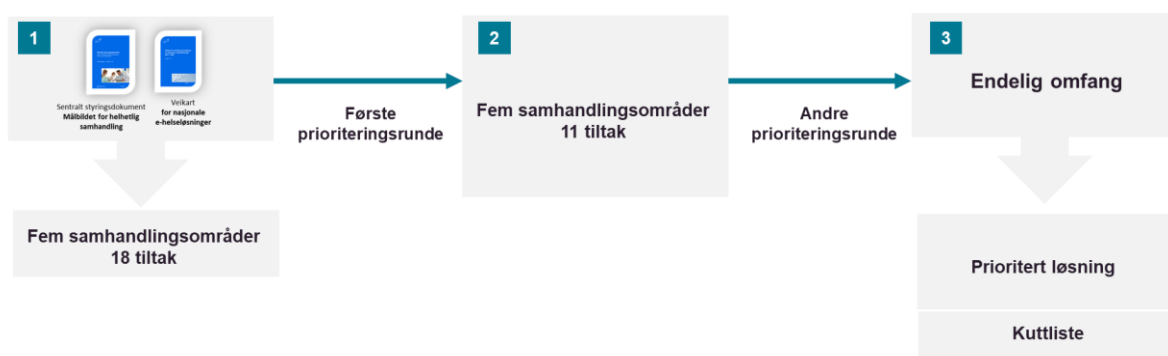 1
Sentralt styringsdokument
Målbildet for helhetlig
samhandling
Veikart
for nasjonale
e-helseløsninger
Fem samhandlingsområder
18 tiltak
Første
prioriteringsrunde
2
Fem samhandlingsområder
11 tiltak
Andre
prioriteringsrunde
3
Endelig omfang
Prioritert løsning
Kuttliste